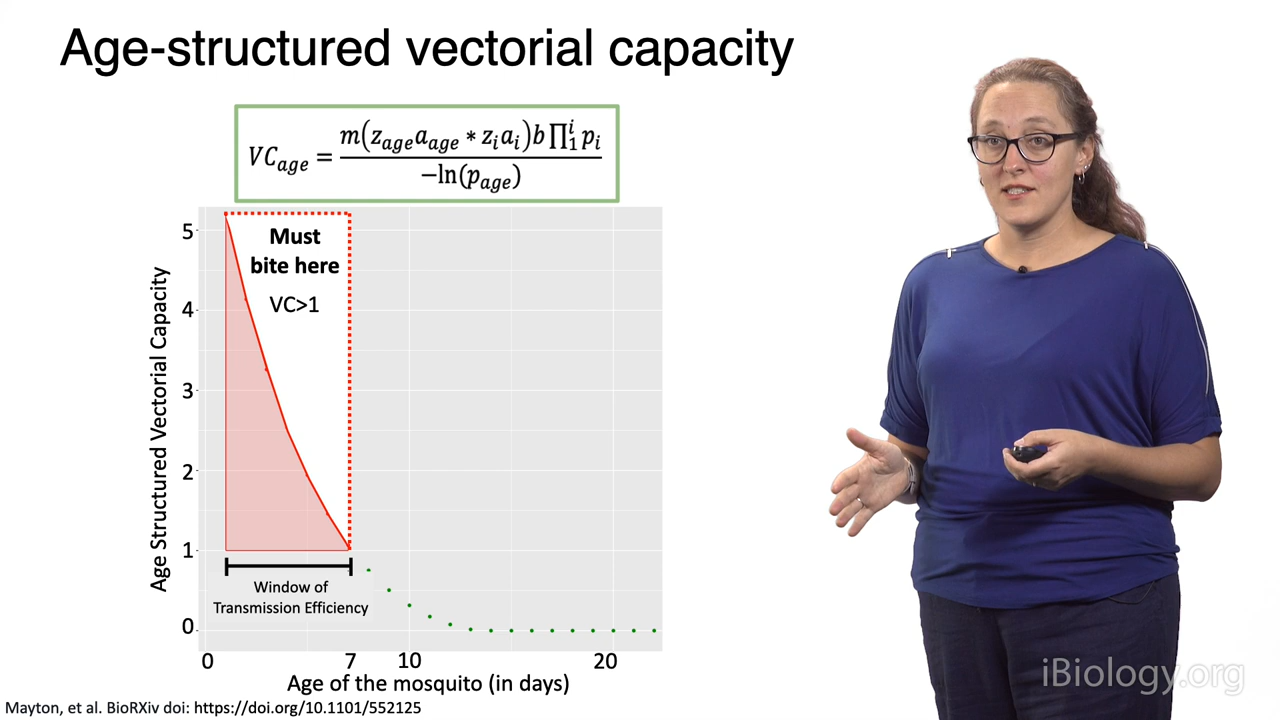 Age-structured vectorial capacity
VC_age = m(z_age a_age * z_i a_i) b ∏_1^i p_i / −ln(p_age)
Must
bite here
VC>1
5
4
3
2
1
0
Age Structured Vectorial Capacity
Window of
Transmission Efficiency
0 7 10 20
Age of the mosquito (in days)
Mayton, et al. BioRXiv doi: https://doi.org/10.1101/552125
iBiology.org